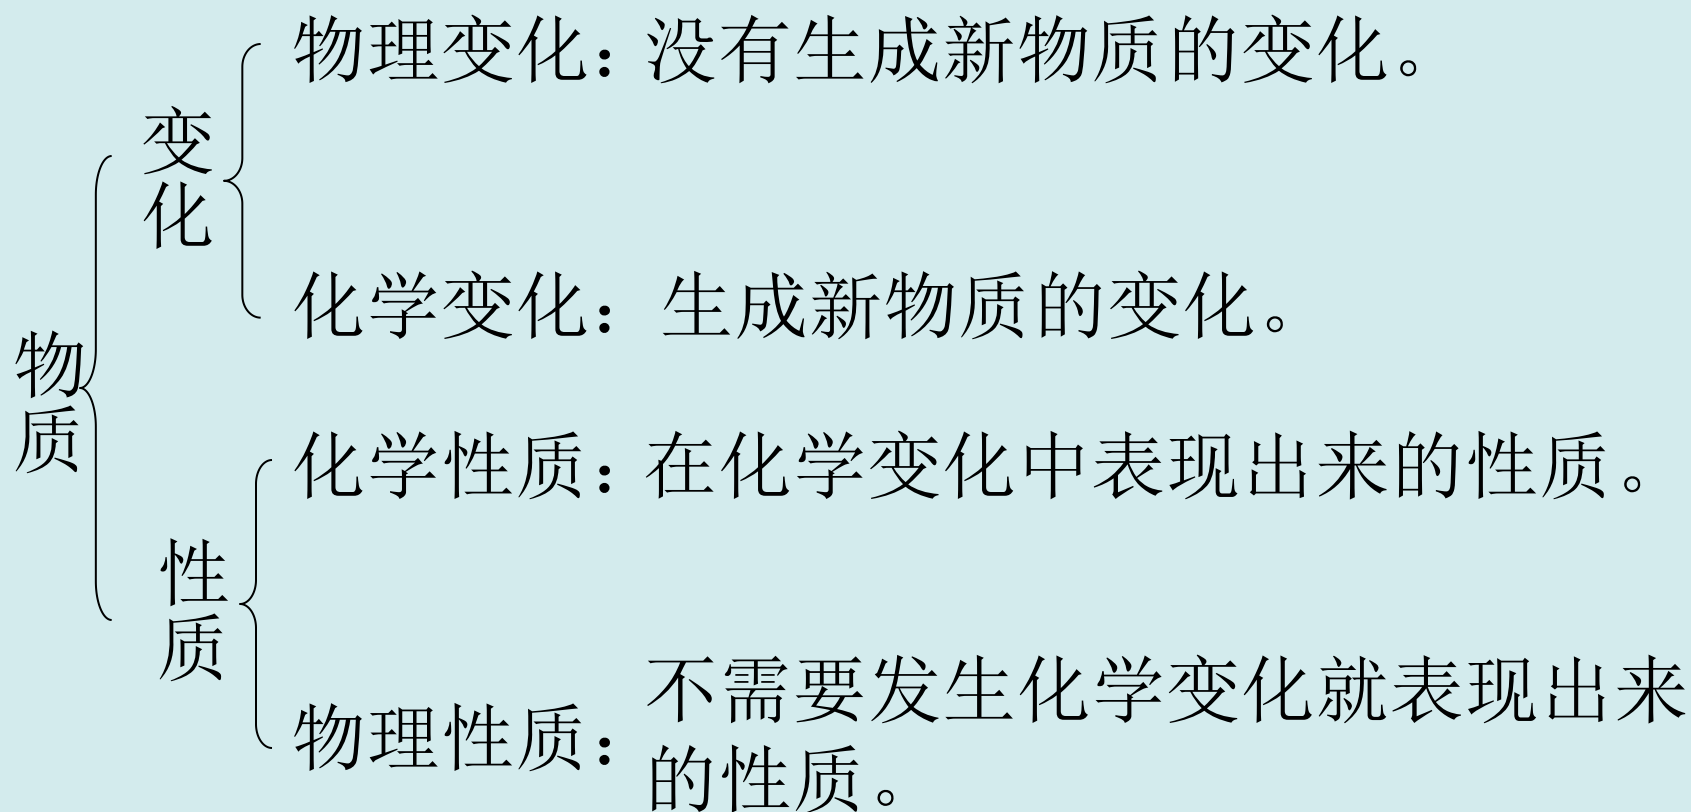 物质
变化
物理变化：没有生成新物质的变化。
化学变化：生成新物质的变化。
性质
化学性质：在化学变化中表现出来的性质。
物理性质：不需要发生化学变化就表现出来
的性质。